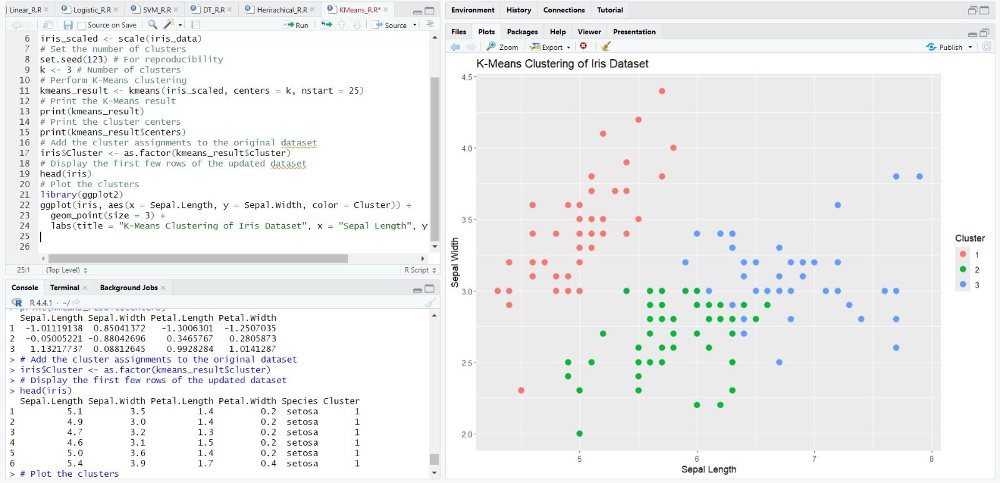 Linear_R.R
Logistic_R.R
SVM_R.R
DT_R.R
Herirachical_R.R
KMeans_R.R*
Source on Save
Run
Source
6 iris_scaled <- scale(iris_data)
7 # Set the number of clusters
8 set.seed(123) # For reproducibility
9 k <- 3 # Number of clusters
10 # Perform K-Means clustering
11 kmeans_result <- kmeans(iris_scaled, centers = k, nstart = 25)
12 # Print the K-Means result
13 print(kmeans_result)
14 # Print the cluster centers
15 print(kmeans_result$centers)
16 # Add the cluster assignments to the original dataset
17 iris$Cluster <- as.factor(kmeans_result$cluster)
18 # Display the first few rows of the updated dataset
19 head(iris)
20 # Plot the clusters
21 library(ggplot2)
22 ggplot(iris, aes(x = Sepal.Length, y = Sepal.Width, color = Cluster)) +
23 geom_point(size = 3) +
24 labs(title = "K-Means Clustering of Iris Dataset", x = "Sepal Length", y
25
26
25:1
(Top Level)
R Script
Console
Terminal
Background Jobs
R 4.4.1 · ~/
> print(kmeans_result$centers)
Sepal.Length Sepal.Width Petal.Length Petal.Width
1 -1.01119138 0.85041372 -1.3006301 -1.2507035
2 -0.05005221 -0.88042696 0.3465767 0.2805873
3 1.13217737 0.08812645 0.9928284 1.0141287
> # Add the cluster assignments to the original dataset
> iris$Cluster <- as.factor(kmeans_result$cluster)
> # Display the first few rows of the updated dataset
> head(iris)
Sepal.Length Sepal.Width Petal.Length Petal.Width Species Cluster
1 5.1 3.5 1.4 0.2 setosa 1
2 4.9 3.0 1.4 0.2 setosa 1
3 4.7 3.2 1.3 0.2 setosa 1
4 4.6 3.1 1.5 0.2 setosa 1
5 5.0 3.6 1.4 0.2 setosa 1
6 5.4 3.9 1.7 0.4 setosa 1
> # Plot the clusters
Environment
History
Connections
Tutorial
Files
Plots
Packages
Help
Viewer
Presentation
Zoom
Export
Publish
K-Means Clustering of Iris Dataset
4.5
4.0
3.5
3.0
2.5
2.0
Sepal Width
5
6
7
8
Sepal Length
Cluster
1
2
3